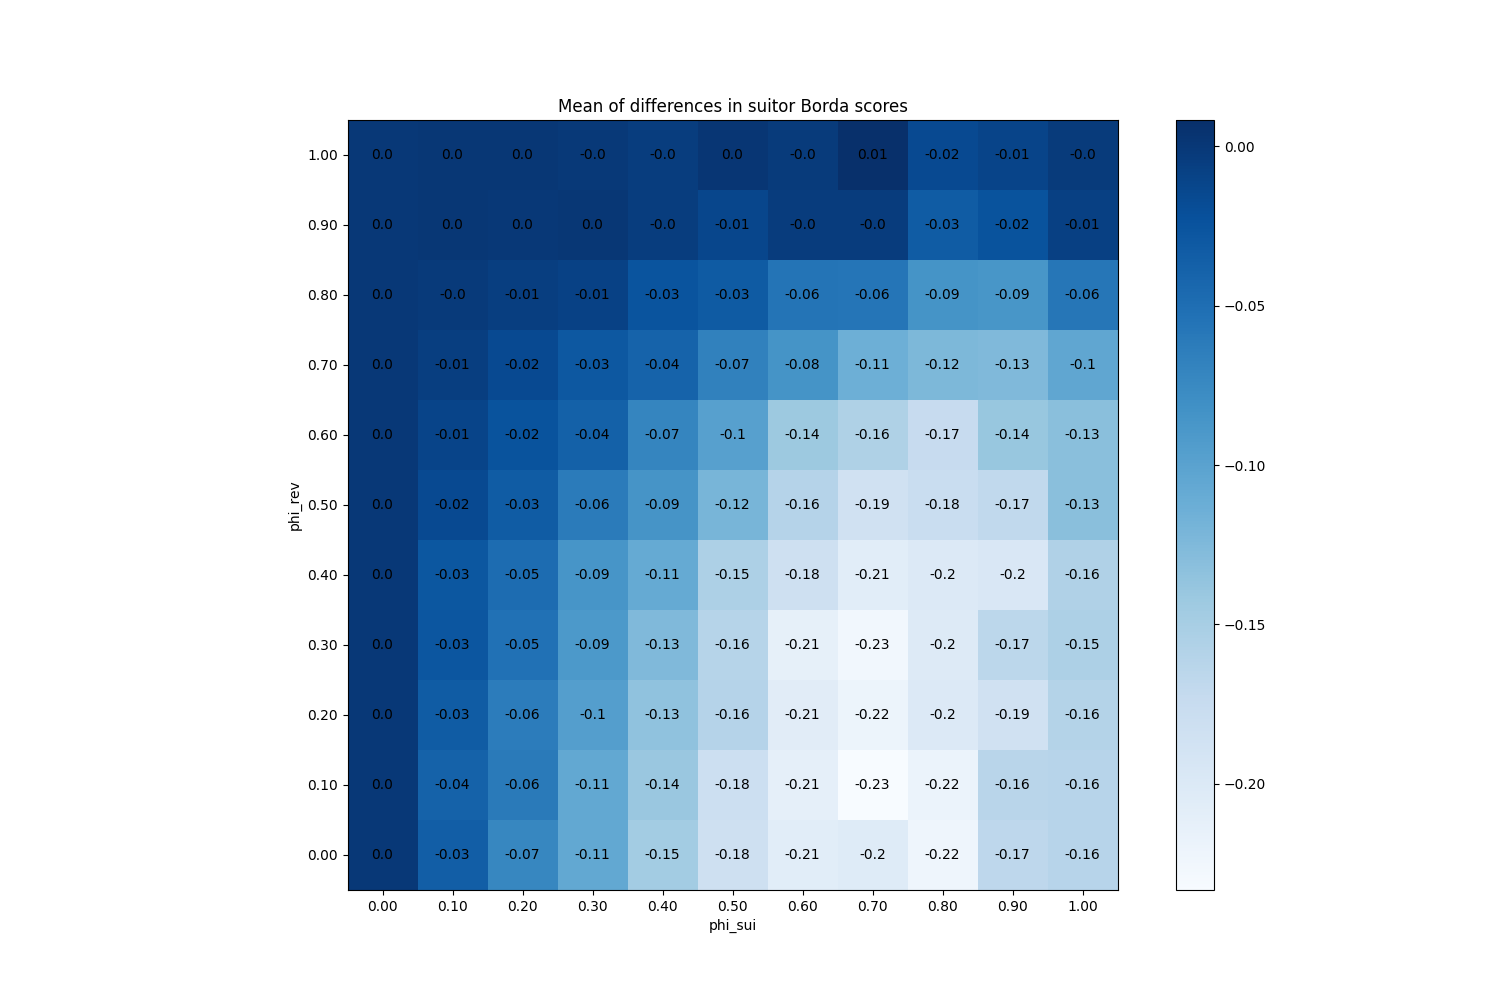 Mean of differences in suitor Borda scores
1.00 0.0 0.0 0.0 -0.0 -0.0 0.0 -0.0 0.01 -0.02 -0.01 -0.0
0.90 0.0 0.0 0.0 0.0 -0.0 -0.01 -0.0 -0.0 -0.03 -0.02 -0.01
0.80 0.0 -0.0 -0.01 -0.01 -0.03 -0.03 -0.06 -0.06 -0.09 -0.09 -0.06
0.70 0.0 -0.01 -0.02 -0.03 -0.04 -0.07 -0.08 -0.11 -0.12 -0.13 -0.1
0.60 0.0 -0.01 -0.02 -0.04 -0.07 -0.1 -0.14 -0.16 -0.17 -0.14 -0.13
0.50 0.0 -0.02 -0.03 -0.06 -0.09 -0.12 -0.16 -0.19 -0.18 -0.17 -0.13
0.40 0.0 -0.03 -0.05 -0.09 -0.11 -0.15 -0.18 -0.21 -0.2 -0.2 -0.16
0.30 0.0 -0.03 -0.05 -0.09 -0.13 -0.16 -0.21 -0.23 -0.2 -0.17 -0.15
0.20 0.0 -0.03 -0.06 -0.1 -0.13 -0.16 -0.21 -0.22 -0.2 -0.19 -0.16
0.10 0.0 -0.04 -0.06 -0.11 -0.14 -0.18 -0.21 -0.23 -0.22 -0.16 -0.16
0.00 0.0 -0.03 -0.07 -0.11 -0.15 -0.18 -0.21 -0.2 -0.22 -0.17 -0.16
0.00 0.10 0.20 0.30 0.40 0.50 0.60 0.70 0.80 0.90 1.00
phi_sui
phi_rev
0.00
−0.05
−0.10
−0.15
−0.20